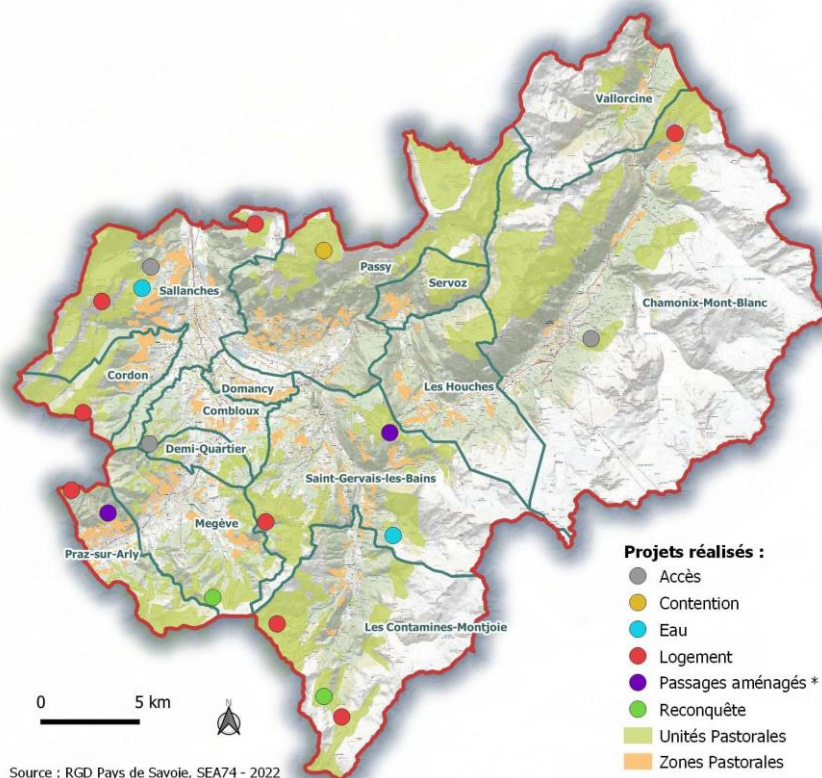 Vallorcine
Passy
Servoz
Sallanches
Chamonix-Mont-Blanc
Cordon
Domancy
Les Houches
Combloux
Demi-Quartier
Saint-Gervais-les-Bains
Megève
Praz-sur-Arly
Les Contamines-Montjoie
Projets réalisés :
Accès
Contention
Eau
Logement
Passages aménagés *
Reconquête
Unités Pastorales
Zones Pastorales
0 5 km
N
Source : RGD Pays de Savoie, SEA74 - 2022